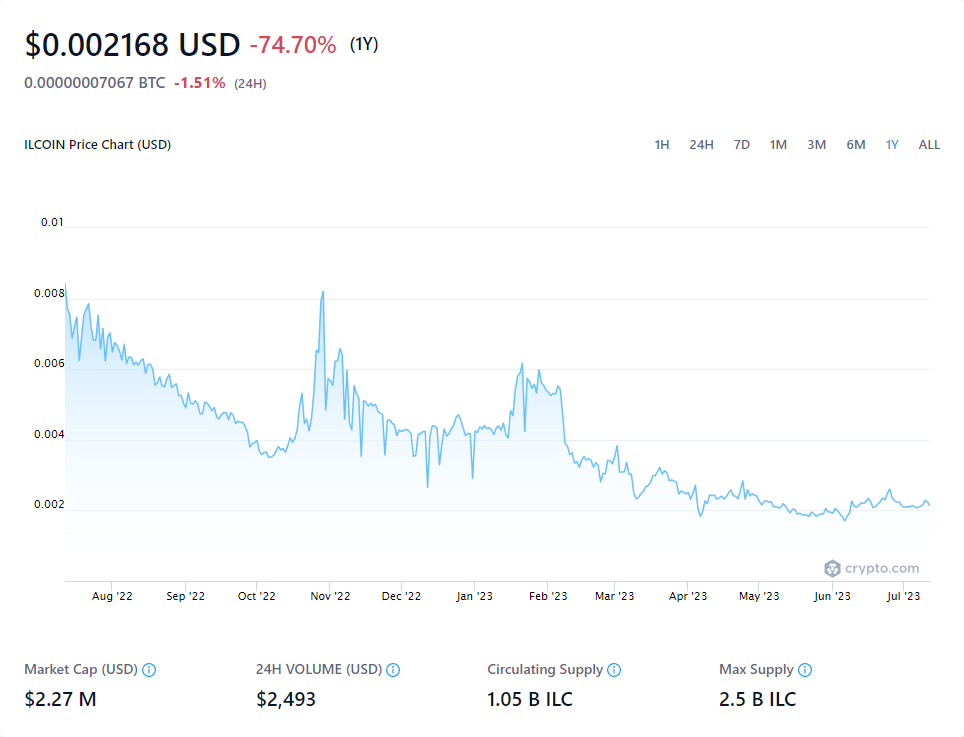 $0.002168 USD -74.70% (1Y)
0.00000007067 BTC -1.51% (24H)
ILCOIN Price Chart (USD) 1H 24H 7D 1M 3M 6M 1Y ALL
0.01
0.008
0.006
0.004
0.002
crypto.com
Aug '22 Sep '22 Oct '22 Nov '22 Dec '22 Jan '23 Feb '23 Mar '23 Apr '23 May '23 Jun '23 Jul '23
Market Cap (USD) 24H VOLUME (USD) Circulating Supply Max Supply
$2.27 M $2,493 1.05 B ILC 2.5 B ILC